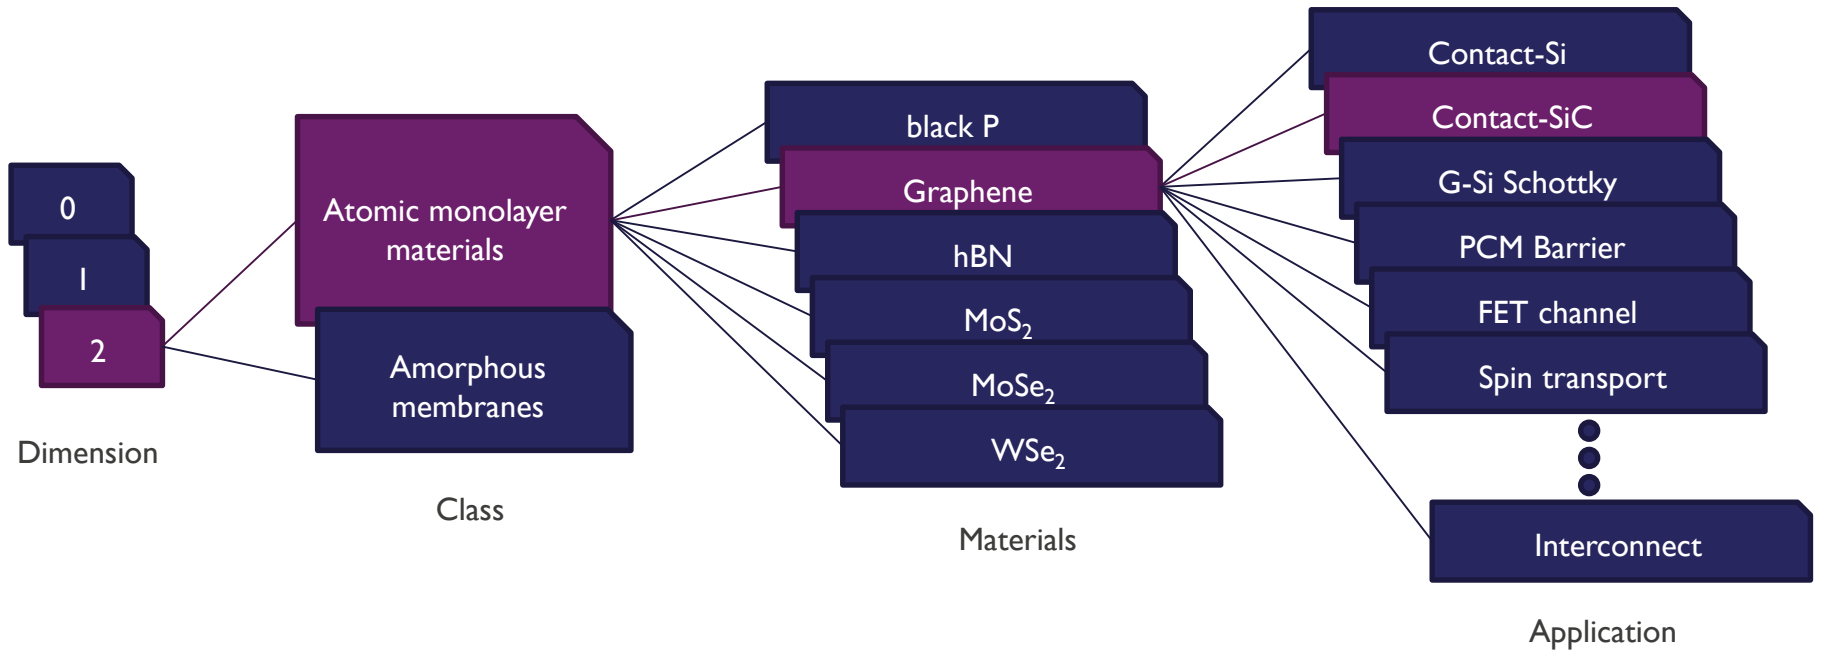 0
1
2
Dimension
Atomic monolayer
materials
Amorphous
membranes
Class
black P
Graphene
hBN
MoS₂
MoSe₂
WSe₂
Materials
Contact-Si
Contact-SiC
G-Si Schottky
PCM Barrier
FET channel
Spin transport
Interconnect
Application